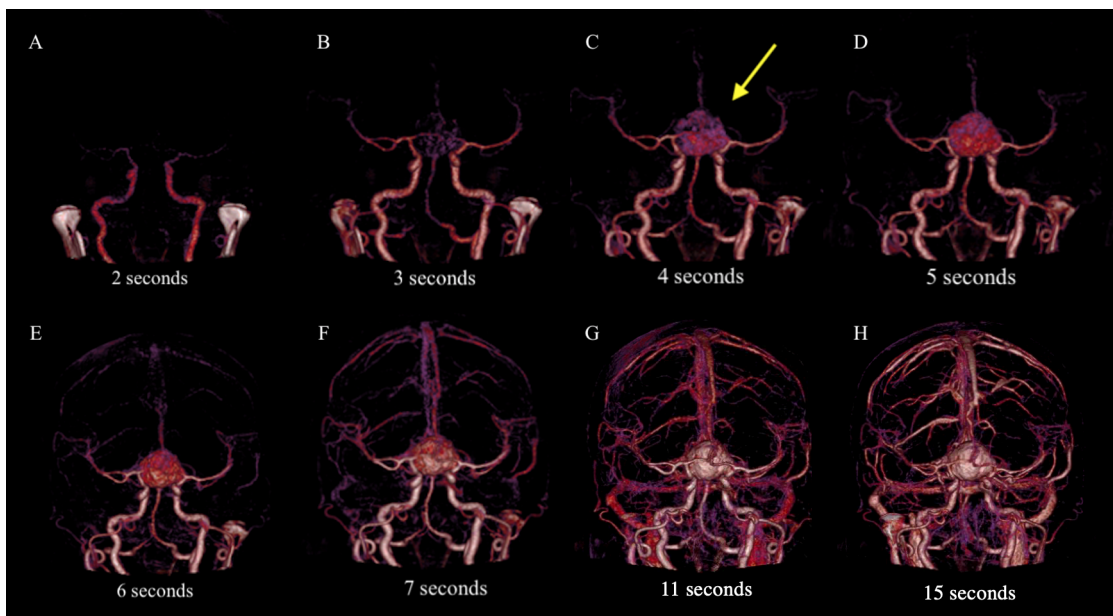 A
B
C
D
2 seconds
3 seconds
4 seconds
5 seconds
E
F
G
H
6 seconds
7 seconds
11 seconds
15 seconds